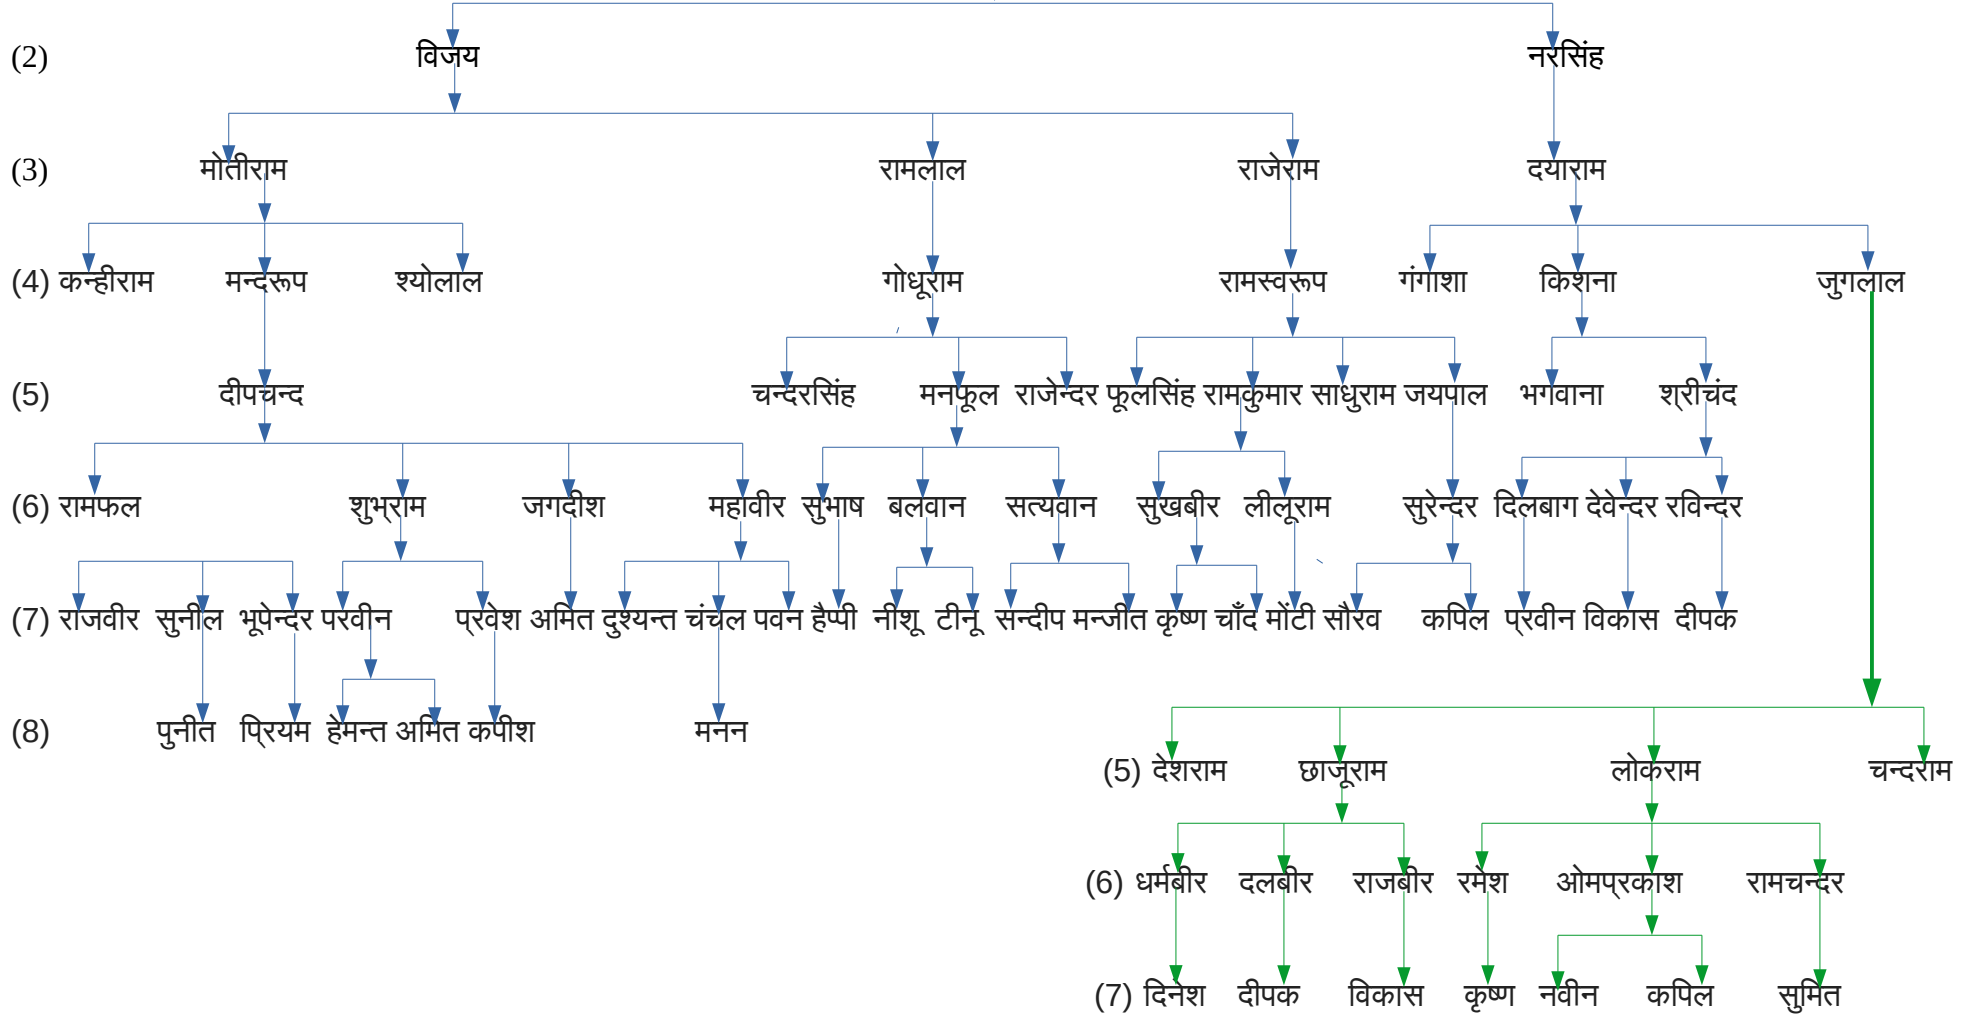 (2) विजय नरसिंह
(3) मोतीराम रामलाल राजेराम दयाराम
(4) कन्हीराम मन्दरूप श्योलाल गोधूराम रामस्वरूप गंगाशा किशना जुगलाल
(5) दीपचन्द चन्दरसिंह मनफूल राजेन्दर फूलसिंह रामकुमार साधुराम जयपाल भगवाना श्रीचंद
(6) रामफल शुभ्राम जगदीश महावीर सुभाष बलवान सत्यवान सुखबीर लीलूराम सुरेन्दर दिलबाग देवेन्दर रविन्दर
(7) राजवीर सुनील भूपेन्दर परवीन प्रवेश अमित दुश्यन्त चंचल पवन हैप्पी नीशू टीनू सन्दीप मन्जीत कृष्ण चाँद मोंटी सौरव कपिल प्रवीन विकास दीपक
(8) पुनीत प्रियम हेमन्त अमित कपीश मनन
(5) देशराम छाजूराम लोकराम चन्दराम
(6) धर्मबीर दलबीर राजबीर रमेश ओमप्रकाश रामचन्दर
(7) दिनेश दीपक विकास कृष्ण नवीन कपिल सुमित